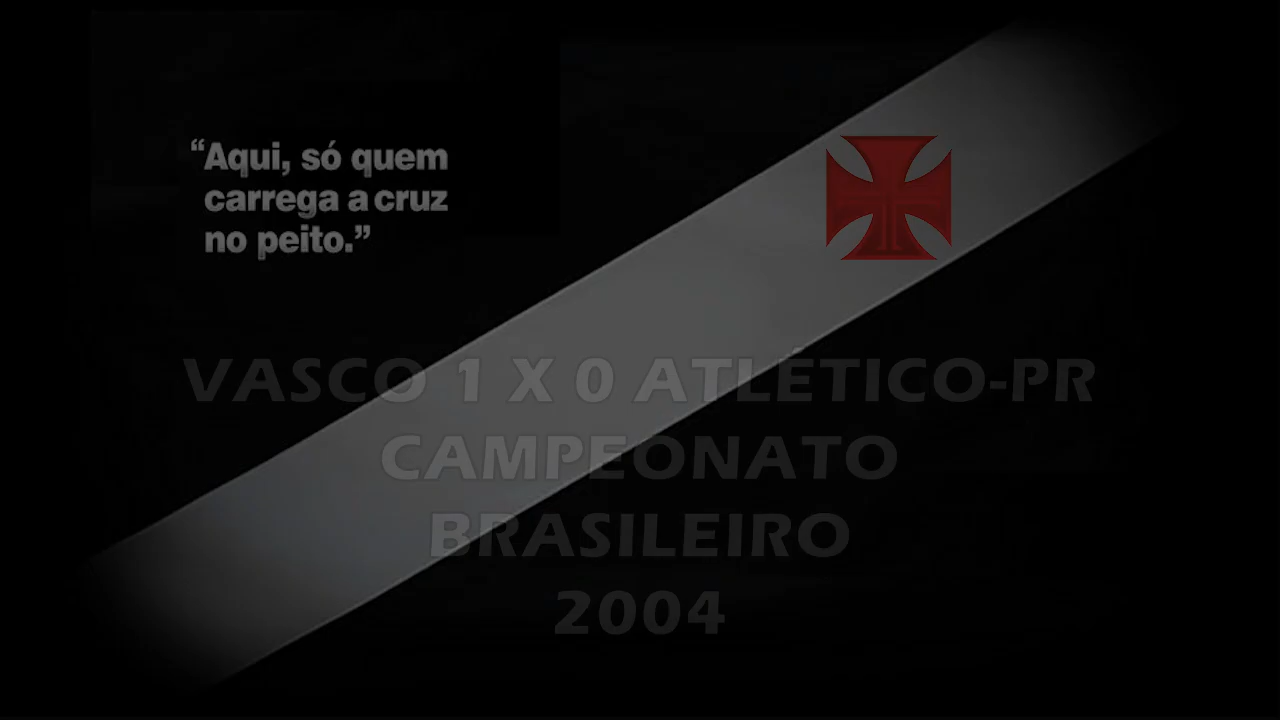 “Aqui, só quem
carrega a cruz
no peito.”
VASCO 1 X 0 ATLÉTICO-PR
CAMPEONATO
BRASILEIRO
2004